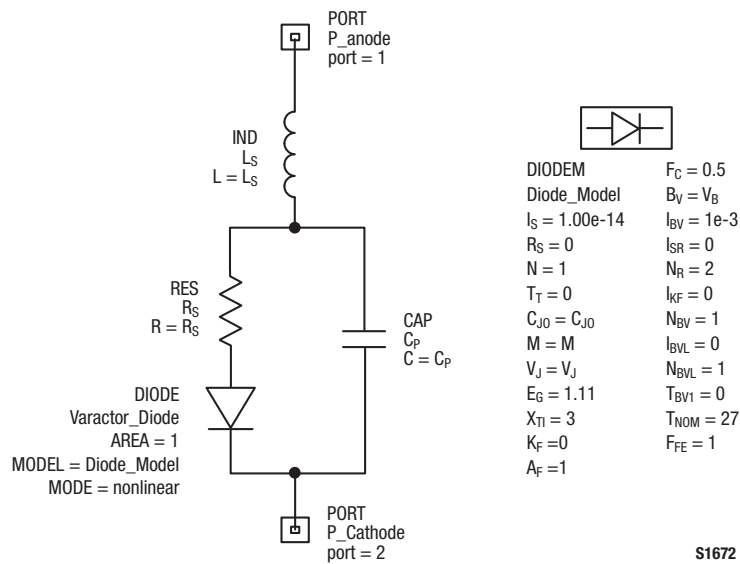 PORT
P_anode
port = 1
IND
LS
L = LS
RES
RS
R = RS
CAP
CP
C = CP
DIODE
Varactor_Diode
AREA = 1
MODEL = Diode_Model
MODE = nonlinear
PORT
P_Cathode
port = 2
DIODEM
Diode_Model
IS = 1.00e-14
RS = 0
N = 1
TT = 0
CJ0 = CJ0
M = M
VJ = VJ
EG = 1.11
XTI = 3
KF =0
AF =1
FC = 0.5
BV = VB
IBV = 1e-3
ISR = 0
NR = 2
IKF = 0
NBV = 1
IBVL = 0
NBVL = 1
TBV1 = 0
TNOM = 27
FFE = 1
S1672